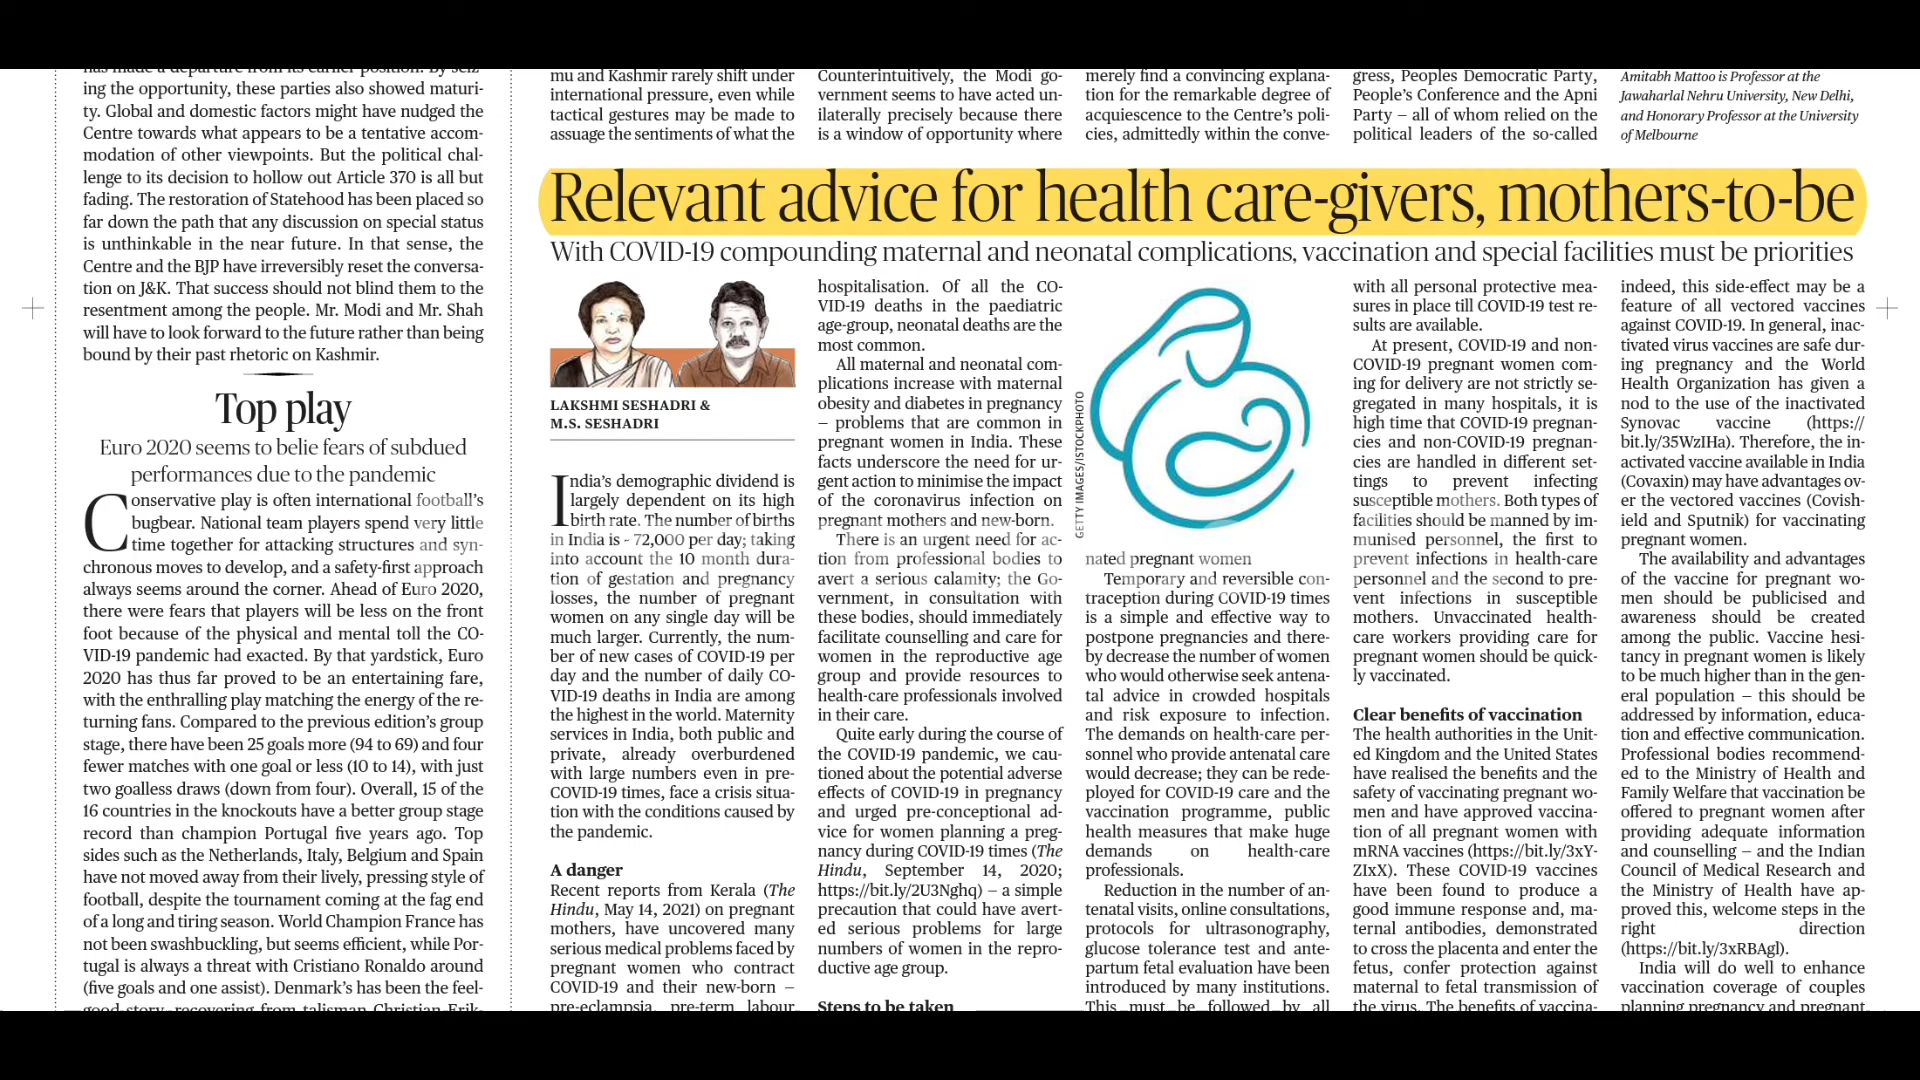 ing the opportunity, these parties also showed maturi-
ty. Global and domestic factors might have nudged the
Centre towards what appears to be a tentative accom-
modation of other viewpoints. But the political chal-
lenge to its decision to hollow out Article 370 is all but
fading. The restoration of Statehood has been placed so
far down the path that any discussion on special status
is unthinkable in the near future. In that sense, the
Centre and the BJP have irreversibly reset the conversa-
tion on J&K. That success should not blind them to the
resentment among the people. Mr. Modi and Mr. Shah
will have to look forward to the future rather than being
bound by their past rhetoric on Kashmir.
Top play
Euro 2020 seems to belie fears of subdued
performances due to the pandemic
Conservative play is often international football's
bugbear. National team players spend very little
time together for attacking structures and syn-
chronous moves to develop, and a safety-first approach
always seems around the corner. Ahead of Euro 2020,
there were fears that players will be less on the front
foot because of the physical and mental toll the CO-
VID-19 pandemic had exacted. By that yardstick, Euro
2020 has thus far proved to be an entertaining fare,
with the enthralling play matching the energy of the re-
turning fans. Compared to the previous edition's group
stage, there have been 25 goals more (94 to 69) and four
fewer matches with one goal or less (10 to 14), with just
two goalless draws (down from four). Overall, 15 of the
16 countries in the knockouts have a better group stage
record than champion Portugal five years ago. Top
sides such as the Netherlands, Italy, Belgium and Spain
have not moved away from their lively, pressing style of
football, despite the tournament coming at the fag end
of a long and tiring season. World Champion France has
not been swashbuckling, but seems efficient, while Por-
tugal is always a threat with Cristiano Ronaldo around
(five goals and one assist). Denmark's has been the feel-
mu and Kashmir rarely shift under
international pressure, even while
tactical gestures may be made to
assuage the sentiments of what the
Counterintuitively, the Modi go-
vernment seems to have acted un-
ilaterally precisely because there
is a window of opportunity where
merely find a convincing explana-
tion for the remarkable degree of
acquiescence to the Centre's poli-
cies, admittedly within the conve-
gress, Peoples Democratic Party,
People's Conference and the Apni
Party – all of whom relied on the
political leaders of the so-called
Amitabh Mattoo is Professor at the
Jawaharlal Nehru University, New Delhi,
and Honorary Professor at the University
of Melbourne
Relevant advice for health care-givers, mothers-to-be
With COVID-19 compounding maternal and neonatal complications, vaccination and special facilities must be priorities
LAKSHMI SESHADRI &
M.S. SESHADRI
India's demographic dividend is
largely dependent on its high
birth rate. The number of births
in India is ~ 72,000 per day; taking
into account the 10 month dura-
tion of gestation and pregnancy
losses, the number of pregnant
women on any single day will be
much larger. Currently, the num-
ber of new cases of COVID-19 per
day and the number of daily CO-
VID-19 deaths in India are among
the highest in the world. Maternity
services in India, both public and
private, already overburdened
with large numbers even in pre-
COVID-19 times, face a crisis situa-
tion with the conditions caused by
the pandemic.
A danger
Recent reports from Kerala (The
Hindu, May 14, 2021) on pregnant
mothers, have uncovered many
serious medical problems faced by
pregnant women who contract
COVID-19 and their new-born –
pre-eclampsia, pre-term labour
hospitalisation. Of all the CO-
VID-19 deaths in the paediatric
age-group, neonatal deaths are the
most common.
All maternal and neonatal com-
plications increase with maternal
obesity and diabetes in pregnancy
– problems that are common in
pregnant women in India. These
facts underscore the need for ur-
gent action to minimise the impact
of the coronavirus infection on
pregnant mothers and new-born.
There is an urgent need for ac-
tion from professional bodies to
avert a serious calamity; the Go-
vernment, in consultation with
these bodies, should immediately
facilitate counselling and care for
women in the reproductive age
group and provide resources to
health-care professionals involved
in their care.
Quite early during the course of
the COVID-19 pandemic, we cau-
tioned about the potential adverse
effects of COVID-19 in pregnancy
and urged pre-conceptional ad-
vice for women planning a preg-
nancy during COVID-19 times (The
Hindu, September 14, 2020;
https://bit.ly/2U3Nghq) – a simple
precaution that could have avert-
ed serious problems for large
numbers of women in the repro-
ductive age group.
Steps to be taken
GETTY IMAGES/ISTOCKPHOTO
nated pregnant women
Temporary and reversible con-
traception during COVID-19 times
is a simple and effective way to
postpone pregnancies and there-
by decrease the number of women
who would otherwise seek antena-
tal advice in crowded hospitals
and risk exposure to infection.
The demands on health-care per-
sonnel who provide antenatal care
would decrease; they can be rede-
ployed for COVID-19 care and the
vaccination programme, public
health measures that make huge
demands on health-care
professionals.
Reduction in the number of an-
tenatal visits, online consultations,
protocols for ultrasonography,
glucose tolerance test and ante-
partum fetal evaluation have been
introduced by many institutions.
This must be followed by all
with all personal protective mea-
sures in place till COVID-19 test re-
sults are available.
At present, COVID-19 and non-
COVID-19 pregnant women com-
ing for delivery are not strictly se-
gregated in many hospitals, it is
high time that COVID-19 pregnan-
cies and non-COVID-19 pregnan-
cies are handled in different set-
tings to prevent infecting
susceptible mothers. Both types of
facilities should be manned by im-
munised personnel, the first to
prevent infections in health-care
personnel and the second to pre-
vent infections in susceptible
mothers. Unvaccinated health-
care workers providing care for
pregnant women should be quick-
ly vaccinated.
Clear benefits of vaccination
The health authorities in the Unit-
ed Kingdom and the United States
have realised the benefits and the
safety of vaccinating pregnant wo-
men and have approved vaccina-
tion of all pregnant women with
mRNA vaccines (https://bit.ly/3xY-
ZIxX). These COVID-19 vaccines
have been found to produce a
good immune response and, ma-
ternal antibodies, demonstrated
to cross the placenta and enter the
fetus, confer protection against
maternal to fetal transmission of
the virus. The benefits of vaccina-
indeed, this side-effect may be a
feature of all vectored vaccines
against COVID-19. In general, inac-
tivated virus vaccines are safe dur-
ing pregnancy and the World
Health Organization has given a
nod to the use of the inactivated
Synovac vaccine (https://
bit.ly/35WzIHa). Therefore, the in-
activated vaccine available in India
(Covaxin) may have advantages ov-
er the vectored vaccines (Covish-
ield and Sputnik) for vaccinating
pregnant women.
The availability and advantages
of the vaccine for pregnant wo-
men should be publicised and
awareness should be created
among the public. Vaccine hesi-
tancy in pregnant women is likely
to be much higher than in the gen-
eral population – this should be
addressed by information, educa-
tion and effective communication.
Professional bodies recommend-
ed to the Ministry of Health and
Family Welfare that vaccination be
offered to pregnant women after
providing adequate information
and counselling – and the Indian
Council of Medical Research and
the Ministry of Health have ap-
proved this, welcome steps in the
right direction
(https://bit.ly/3xRBAgl).
India will do well to enhance
vaccination coverage of couples
planning pregnancy and pregnant